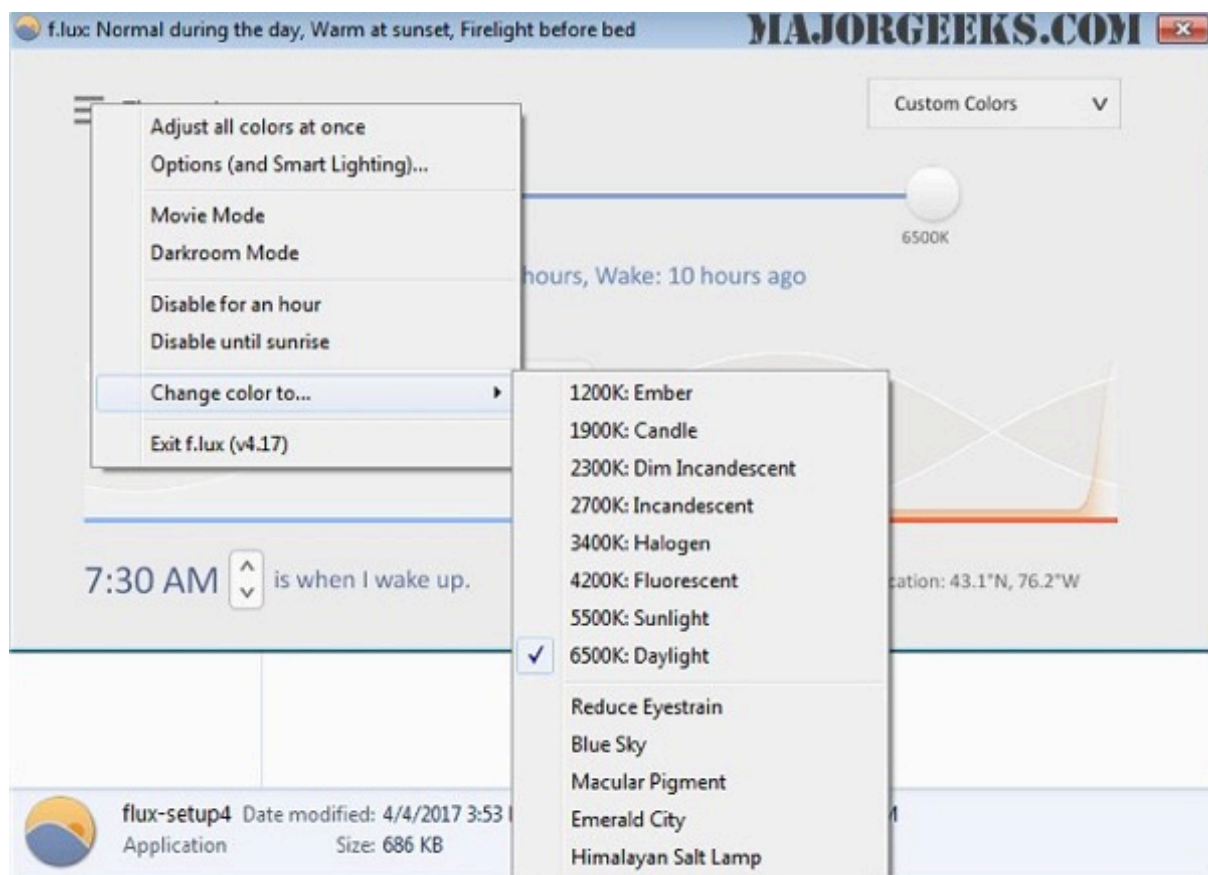 f.lux: Normal during the day, Warm at sunset, Firelight before bed
MAJORGEEKS.COM
Custom Colors
Adjust all colors at once
Options (and Smart Lighting)...
Movie Mode
Darkroom Mode
Disable for an hour
Disable until sunrise
Change color to...
Exit f.lux (v4.17)
6500K
hours, Wake: 10 hours ago
1200K: Ember
1900K: Candle
2300K: Dim Incandescent
2700K: Incandescent
3400K: Halogen
4200K: Fluorescent
5500K: Sunlight
6500K: Daylight
Reduce Eyestrain
Blue Sky
Macular Pigment
Emerald City
Himalayan Salt Lamp
7:30 AM is when I wake up.
43.1°N, 76.2°W
flux-setup4 Date modified: 4/4/2017 3:53
Application Size: 686 KB